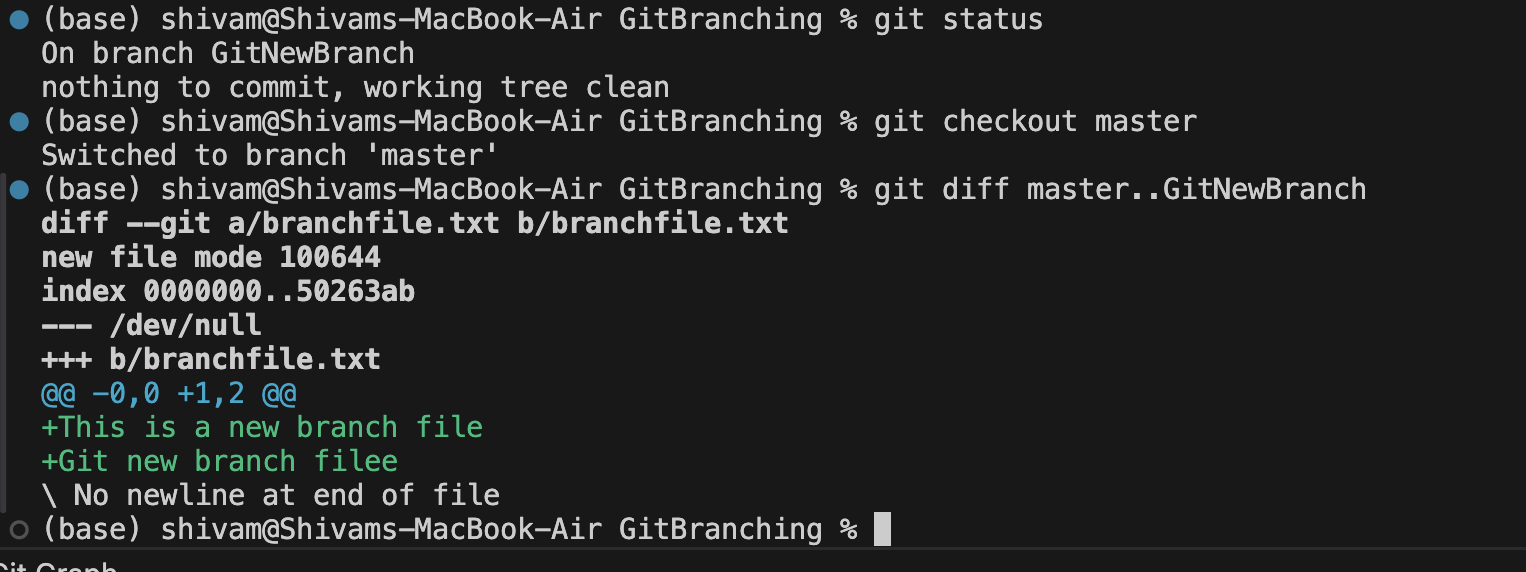 (base) shivam@Shivams-MacBook-Air GitBranching % git status
On branch GitNewBranch
nothing to commit, working tree clean
(base) shivam@Shivams-MacBook-Air GitBranching % git checkout master
Switched to branch 'master'
(base) shivam@Shivams-MacBook-Air GitBranching % git diff master..GitNewBranch
diff --git a/branchfile.txt b/branchfile.txt
new file mode 100644
index 0000000..50263ab
--- /dev/null
+++ b/branchfile.txt
@@ -0,0 +1,2 @@
+This is a new branch file
+Git new branch filee
\ No newline at end of file
(base) shivam@Shivams-MacBook-Air GitBranching %
Git Graph